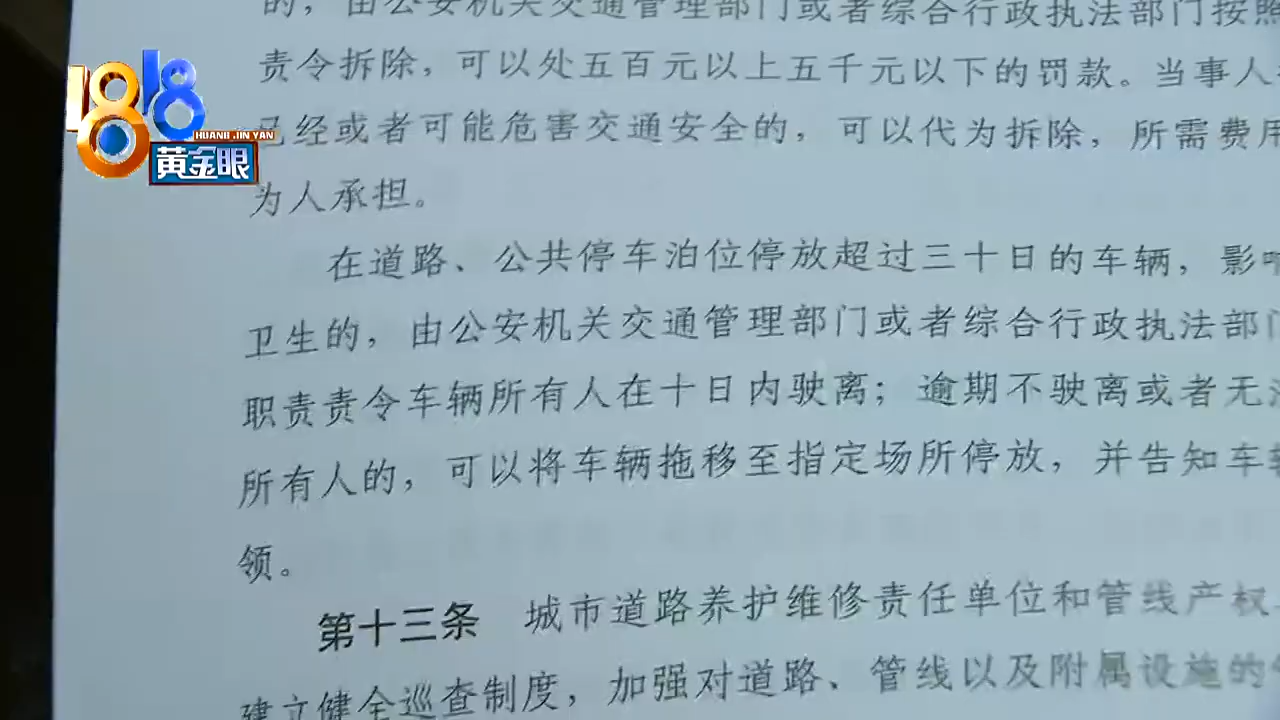 的，由公安机关交通管理部门或者综合行政执法部门按照
责令拆除，可以处五百元以上五千元以下的罚款。当事人
1818
HUANG JIN YAN
黄金眼
已经或者可能危害交通安全的，可以代为拆除，所需费用
为人承担。
在道路、公共停车泊位停放超过三十日的车辆，影响
卫生的，由公安机关交通管理部门或者综合行政执法部门
职责责令车辆所有人在十日内驶离；逾期不驶离或者无法
所有人的，可以将车辆拖移至指定场所停放，并告知车辆
领。
第十三条 城市道路养护维修责任单位和管线产权
建立健全巡查制度，加强对道路、管线以及附属设施的